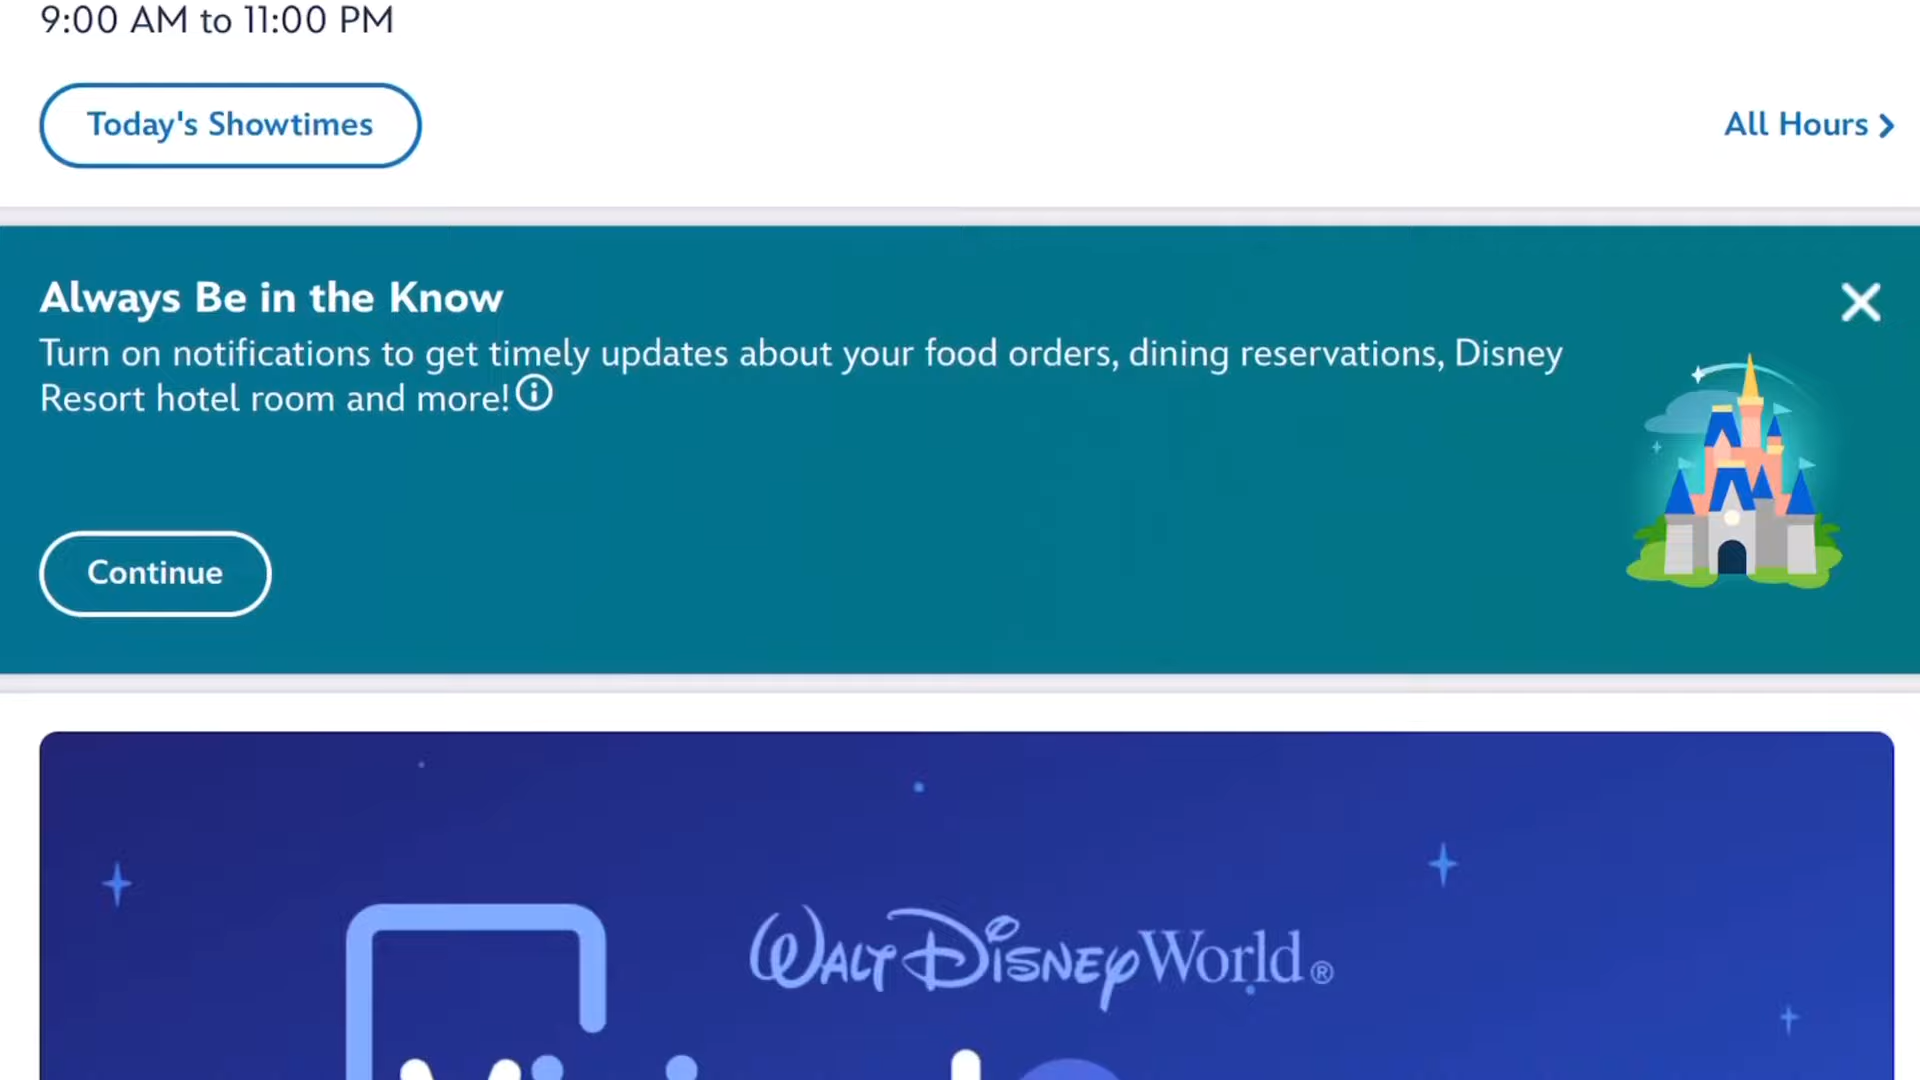 9:00 AM to 11:00 PM
Today's Showtimes
All Hours
Always Be in the Know
Turn on notifications to get timely updates about your food orders, dining reservations, Disney
Resort hotel room and more!
Continue
Walt Disney World®